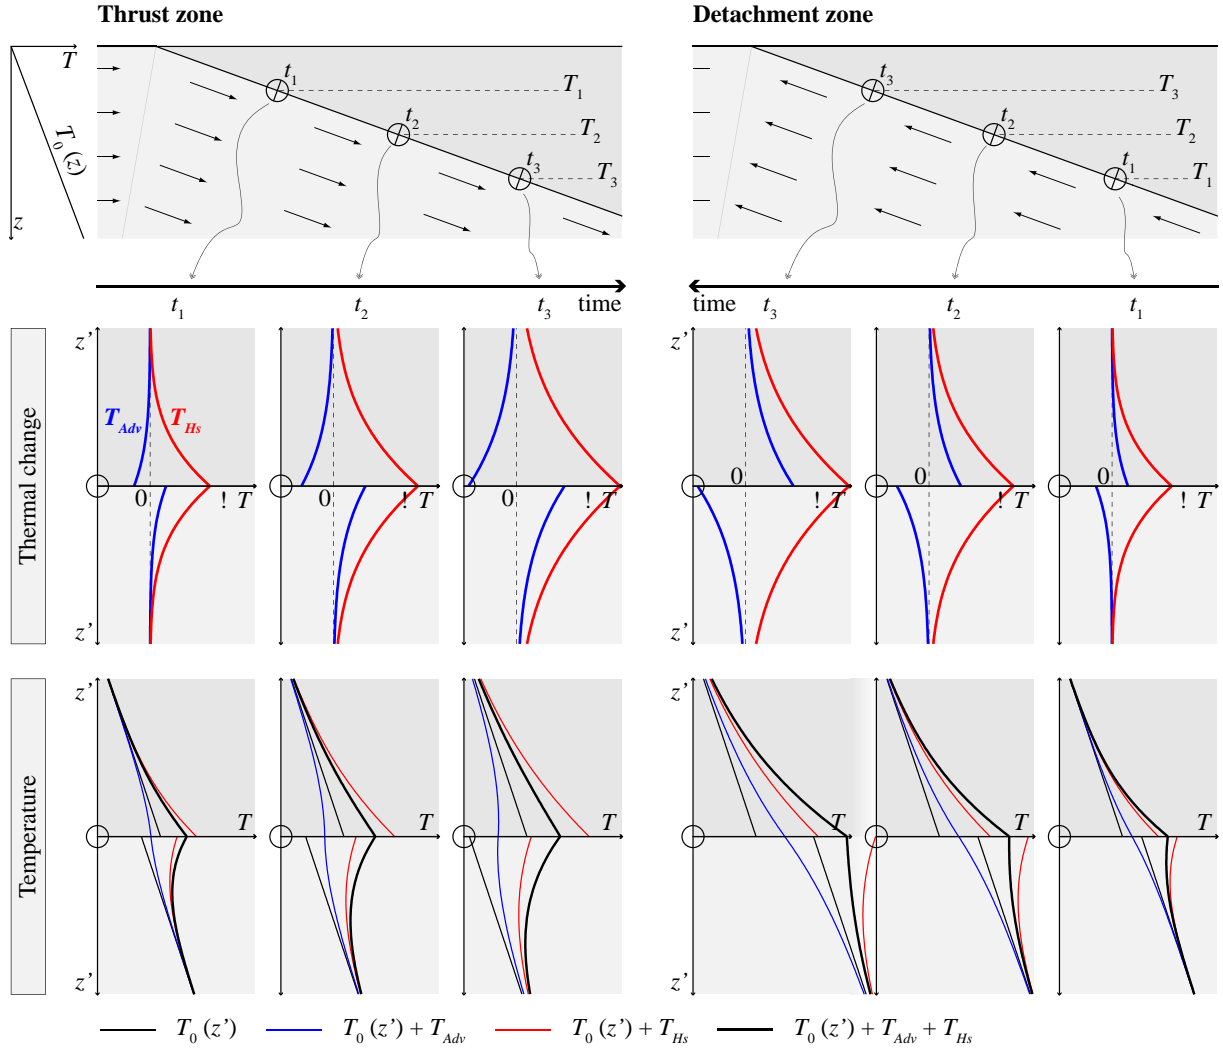 Thrust zone
Detachment zone
T
T₀ (z)
z
t₁
T₁
t₂
T₂
t₃
T₃
t₃
T₃
t₂
T₂
t₁
T₁
t₁
t₂
t₃
time
time
t₃
t₂
t₁
Thermal change
z’
T_Adv
T_Hs
0
! T
0
! T
0
! T
z’
z’
0
! T
0
! T
0
! T
z’
Temperature
z’
T
T
T
z’
z’
T
T
T
z’
T₀ (z’)
T₀ (z’) + T_Adv
T₀ (z’) + T_Hs
T₀ (z’) + T_Adv + T_Hs